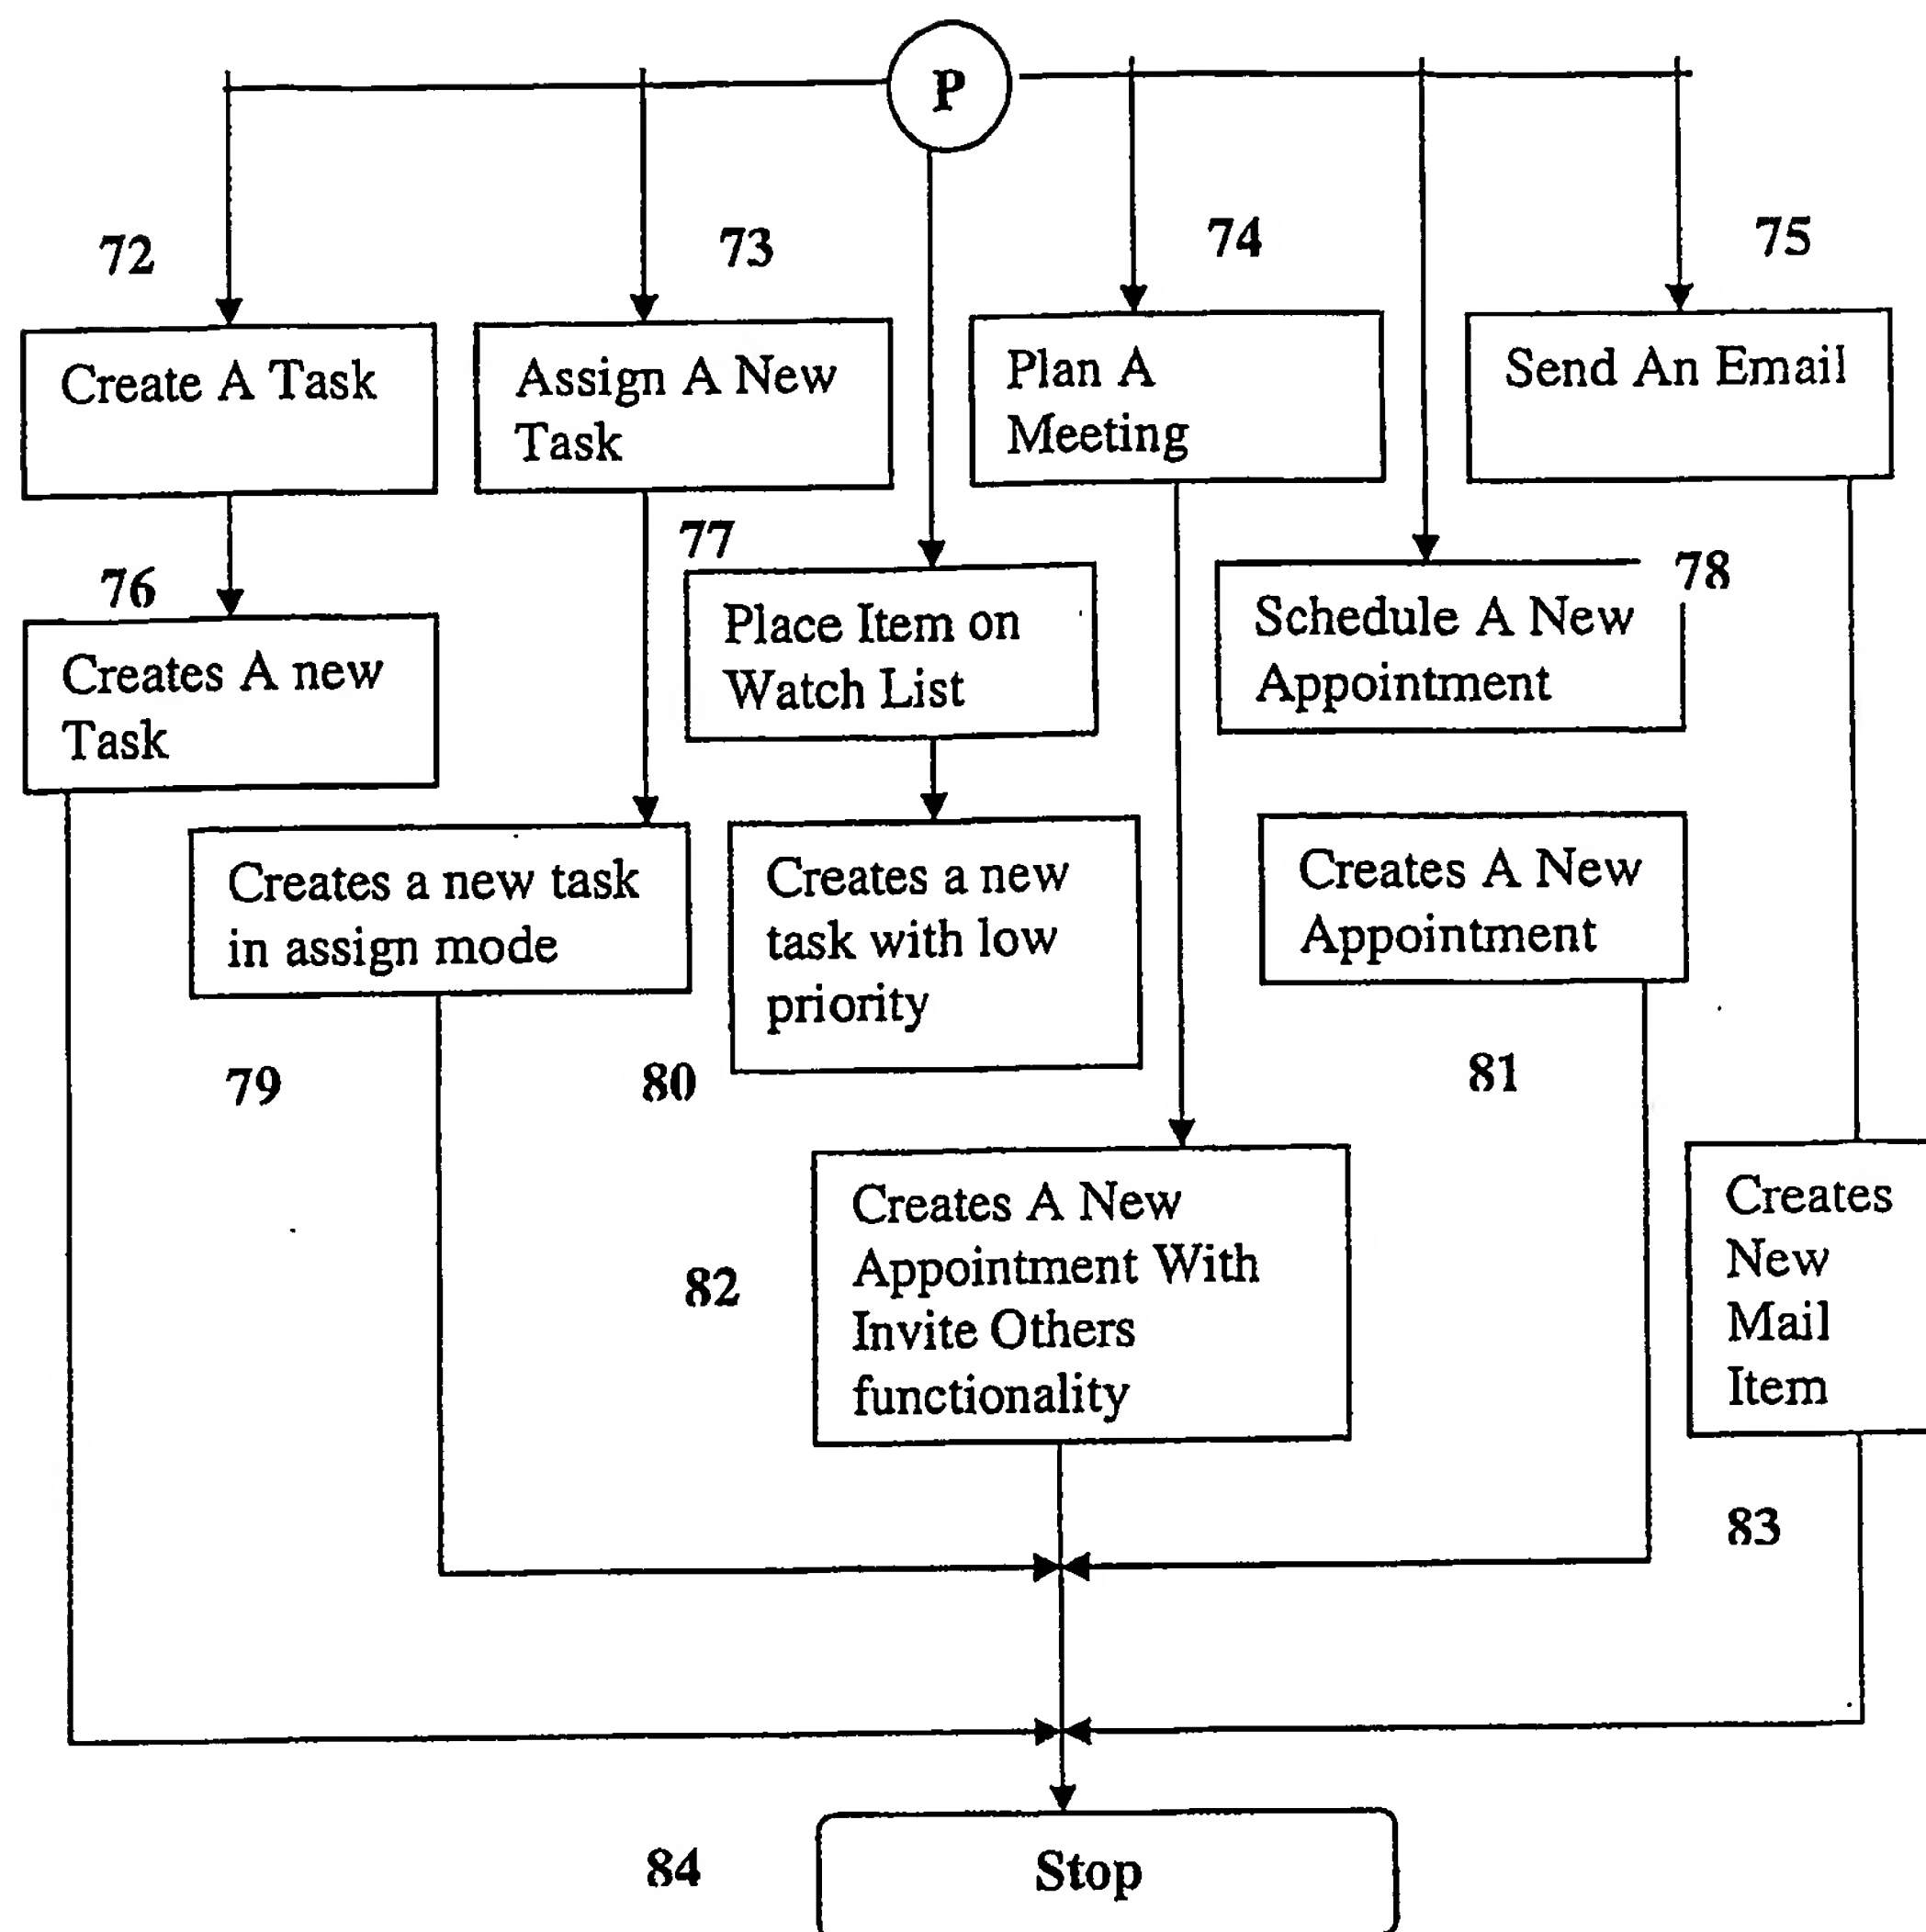 P
72
73
74
75
Create A Task
Assign A New
Task
Plan A
Meeting
Send An Email
76
77
78
Creates A new
Task
Place Item on
Watch List
Schedule A New
Appointment
Creates a new task
in assign mode
Creates a new
task with low
priority
Creates A New
Appointment
79
80
81
82
Creates A New
Appointment With
Invite Others
functionality
Creates
New
Mail
Item
83
84
Stop